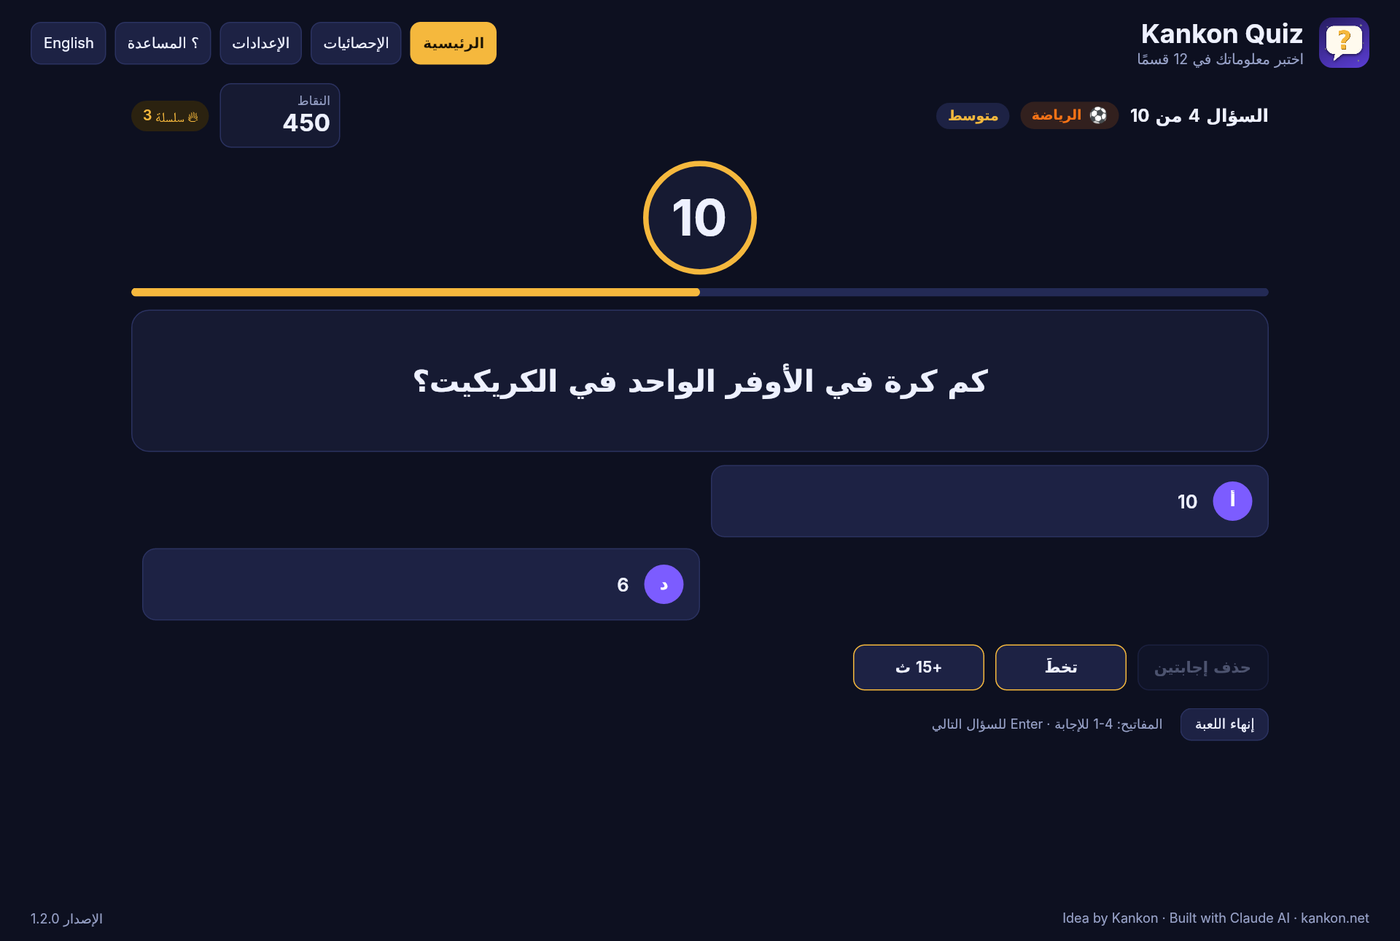 Kankon Quiz
اختبر معلوماتك في 12 قسمًا
الرئيسية
الإحصائيات
الإعدادات
؟ المساعدة
English
السؤال 4 من 10
الرياضة
متوسط
النقاط
450
سلسلة 3
10
كم كرة في الأوفر الواحد في الكريكيت؟
أ 10
د 6
حذف إجابتين
تخطَّ
+15 ث
إنهاء اللعبة
المفاتيح: 1-4 للإجابة · Enter للسؤال التالي
Idea by Kankon · Built with Claude AI · kankon.net
الإصدار 1.2.0